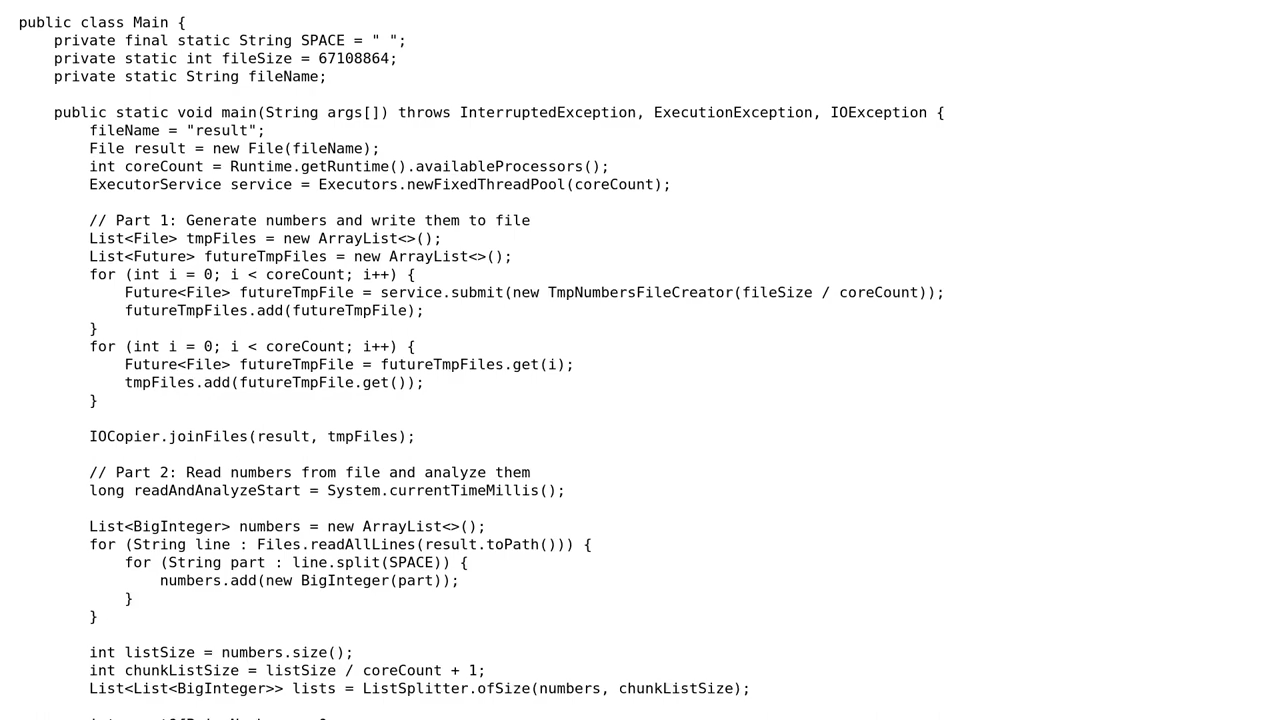 public class Main {
    private final static String SPACE = " ";
    private static int fileSize = 67108864;
    private static String fileName;

    public static void main(String args[]) throws InterruptedException, ExecutionException, IOException {
        fileName = "result";
        File result = new File(fileName);
        int coreCount = Runtime.getRuntime().availableProcessors();
        ExecutorService service = Executors.newFixedThreadPool(coreCount);

        // Part 1: Generate numbers and write them to file
        List<File> tmpFiles = new ArrayList<>();
        List<Future> futureTmpFiles = new ArrayList<>();
        for (int i = 0; i < coreCount; i++) {
            Future<File> futureTmpFile = service.submit(new TmpNumbersFileCreator(fileSize / coreCount));
            futureTmpFiles.add(futureTmpFile);
        }
        for (int i = 0; i < coreCount; i++) {
            Future<File> futureTmpFile = futureTmpFiles.get(i);
            tmpFiles.add(futureTmpFile.get());
        }

        IOCopier.joinFiles(result, tmpFiles);

        // Part 2: Read numbers from file and analyze them
        long readAndAnalyzeStart = System.currentTimeMillis();

        List<BigInteger> numbers = new ArrayList<>();
        for (String line : Files.readAllLines(result.toPath())) {
            for (String part : line.split(SPACE)) {
                numbers.add(new BigInteger(part));
            }
        }

        int listSize = numbers.size();
        int chunkListSize = listSize / coreCount + 1;
        List<List<BigInteger>> lists = ListSplitter.ofSize(numbers, chunkListSize);